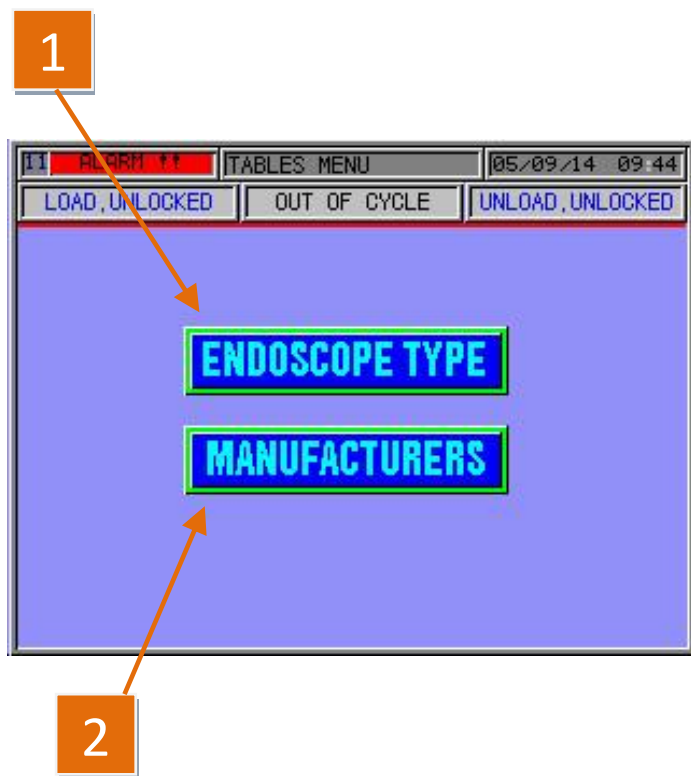 1
11 ALARM !! TABLES MENU 05/09/14 09:44
LOAD,UNLOCKED OUT OF CYCLE UNLOAD,UNLOCKED
ENDOSCOPE TYPE
MANUFACTURERS
2